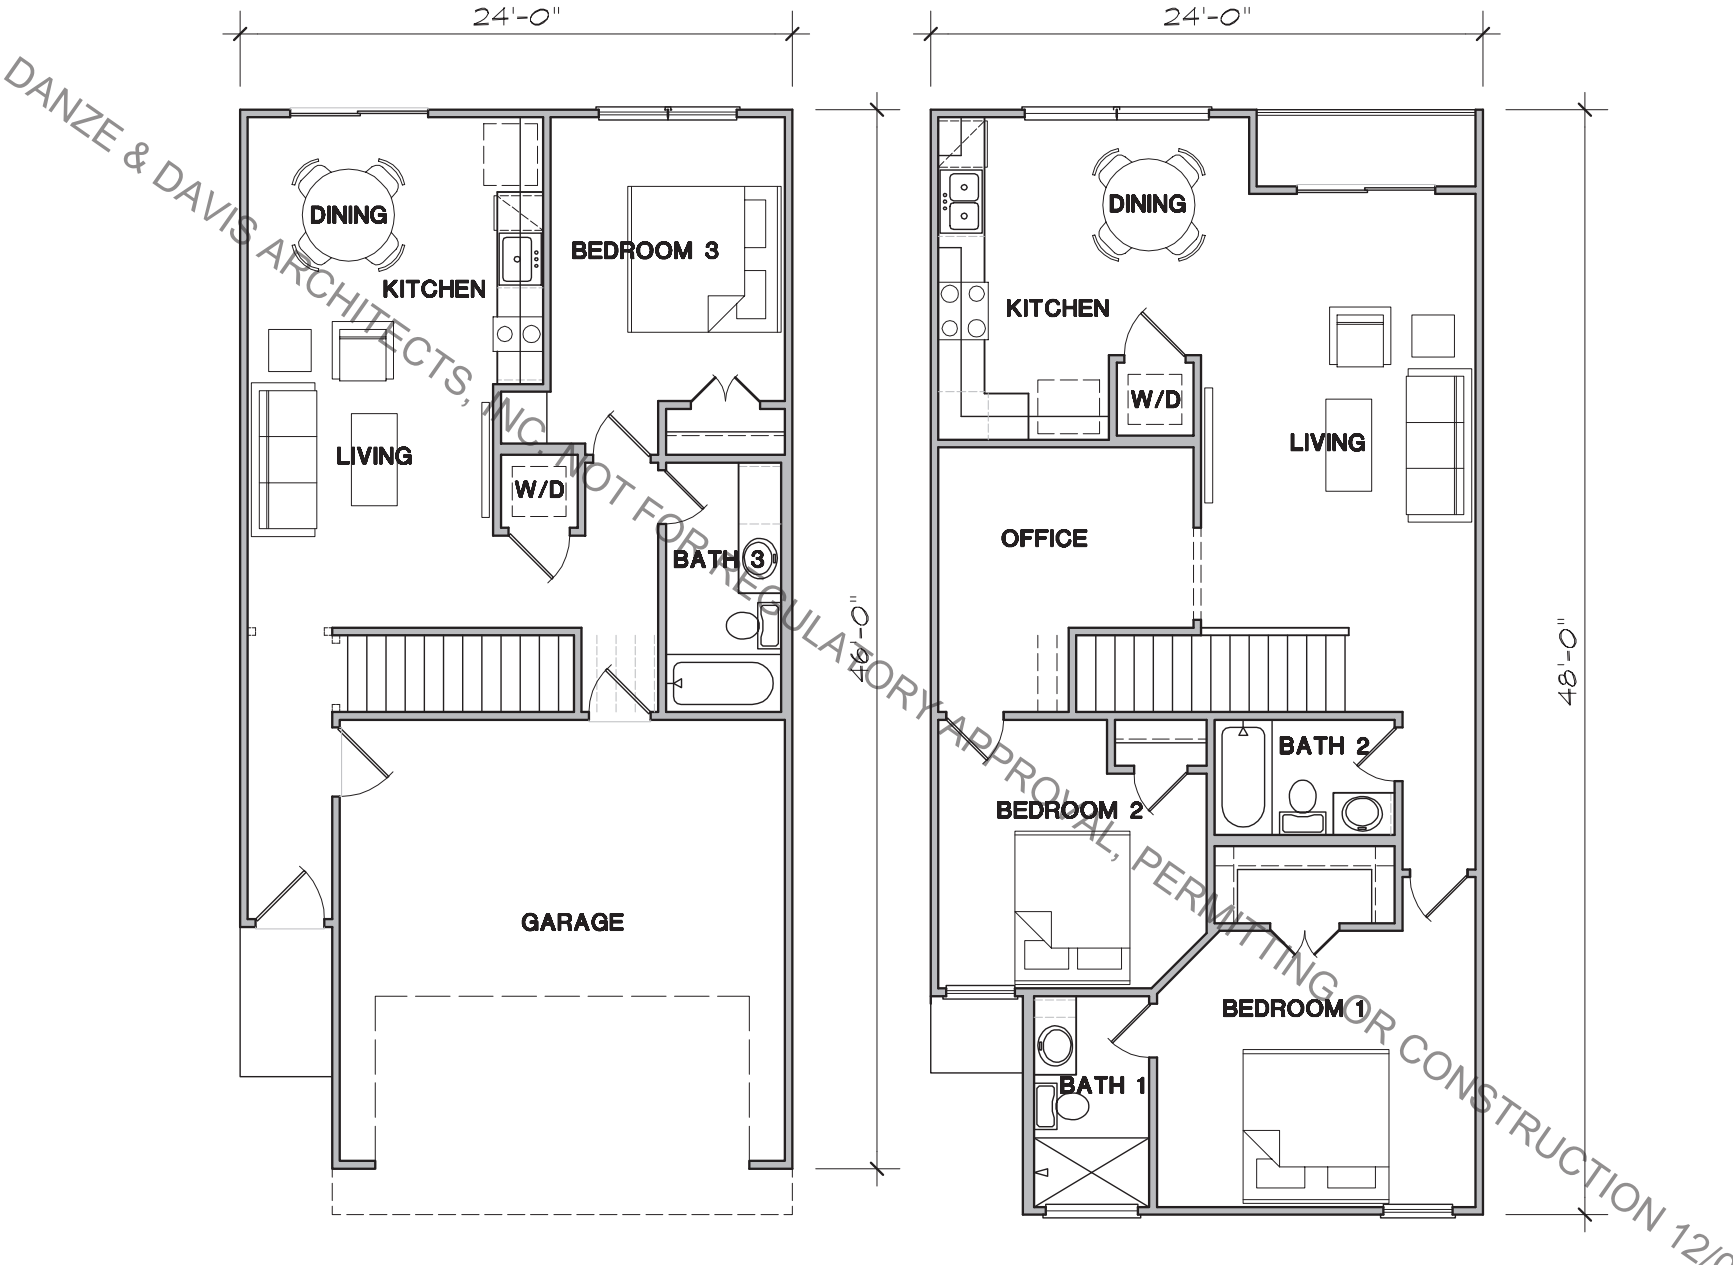 24'-0"
24'-0"
DANZE & DAVIS ARCHITECTS, INC. NOT FOR REGULATORY APPROVAL, PERMITTING OR CONSTRUCTION 12/0
DINING
KITCHEN
BEDROOM 3
LIVING
W/D
BATH 3
GARAGE
46'-0"
DINING
KITCHEN
W/D
LIVING
OFFICE
BATH 2
BEDROOM 2
BEDROOM 1
BATH 1
48'-0"